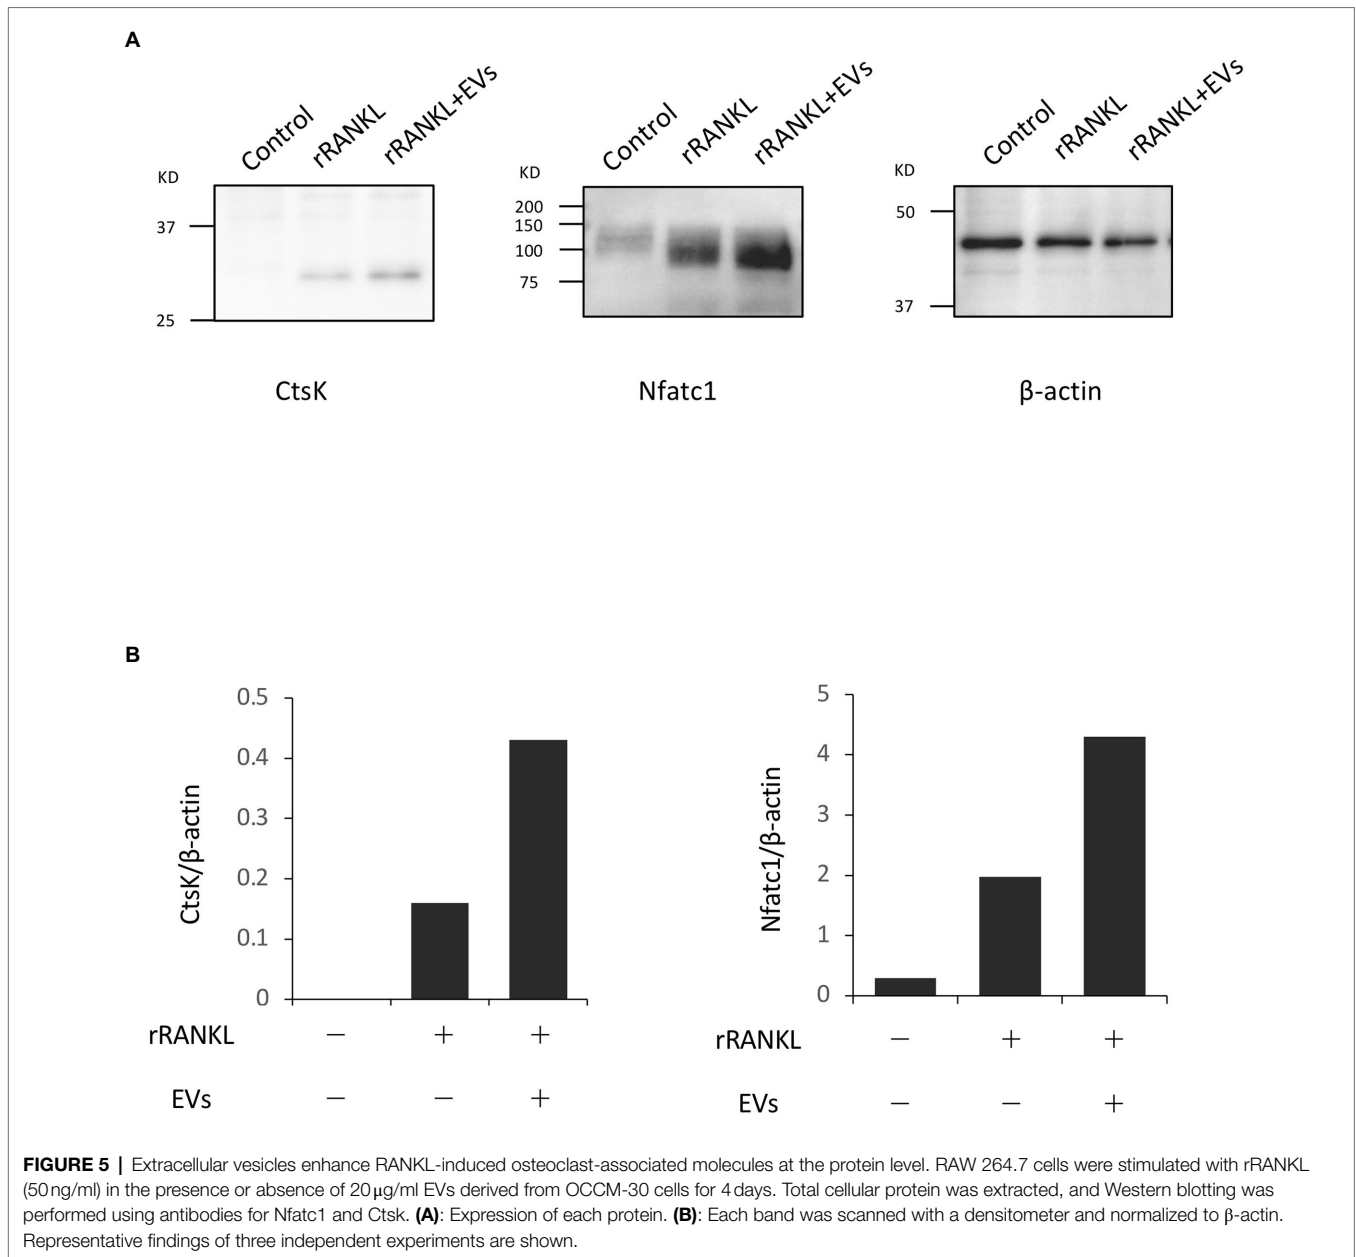 A
Control
rRANKL
rRANKL+EVs
KD
37
25
CtsK
Control
rRANKL
rRANKL+EVs
KD
200
150
100
75
Nfatc1
Control
rRANKL
rRANKL+EVs
KD
50
37
β-actin
B
CtsK/β-actin
0.5
0.4
0.3
0.2
0.1
0
rRANKL − + +
EVs − − +
Nfatc1/β-actin
5
4
3
2
1
0
rRANKL − + +
EVs − − +
FIGURE 5 | Extracellular vesicles enhance RANKL-induced osteoclast-associated molecules at the protein level. RAW 264.7 cells were stimulated with rRANKL
(50 ng/ml) in the presence or absence of 20 μg/ml EVs derived from OCCM-30 cells for 4 days. Total cellular protein was extracted, and Western blotting was
performed using antibodies for Nfatc1 and Ctsk. (A): Expression of each protein. (B): Each band was scanned with a densitometer and normalized to β-actin.
Representative findings of three independent experiments are shown.